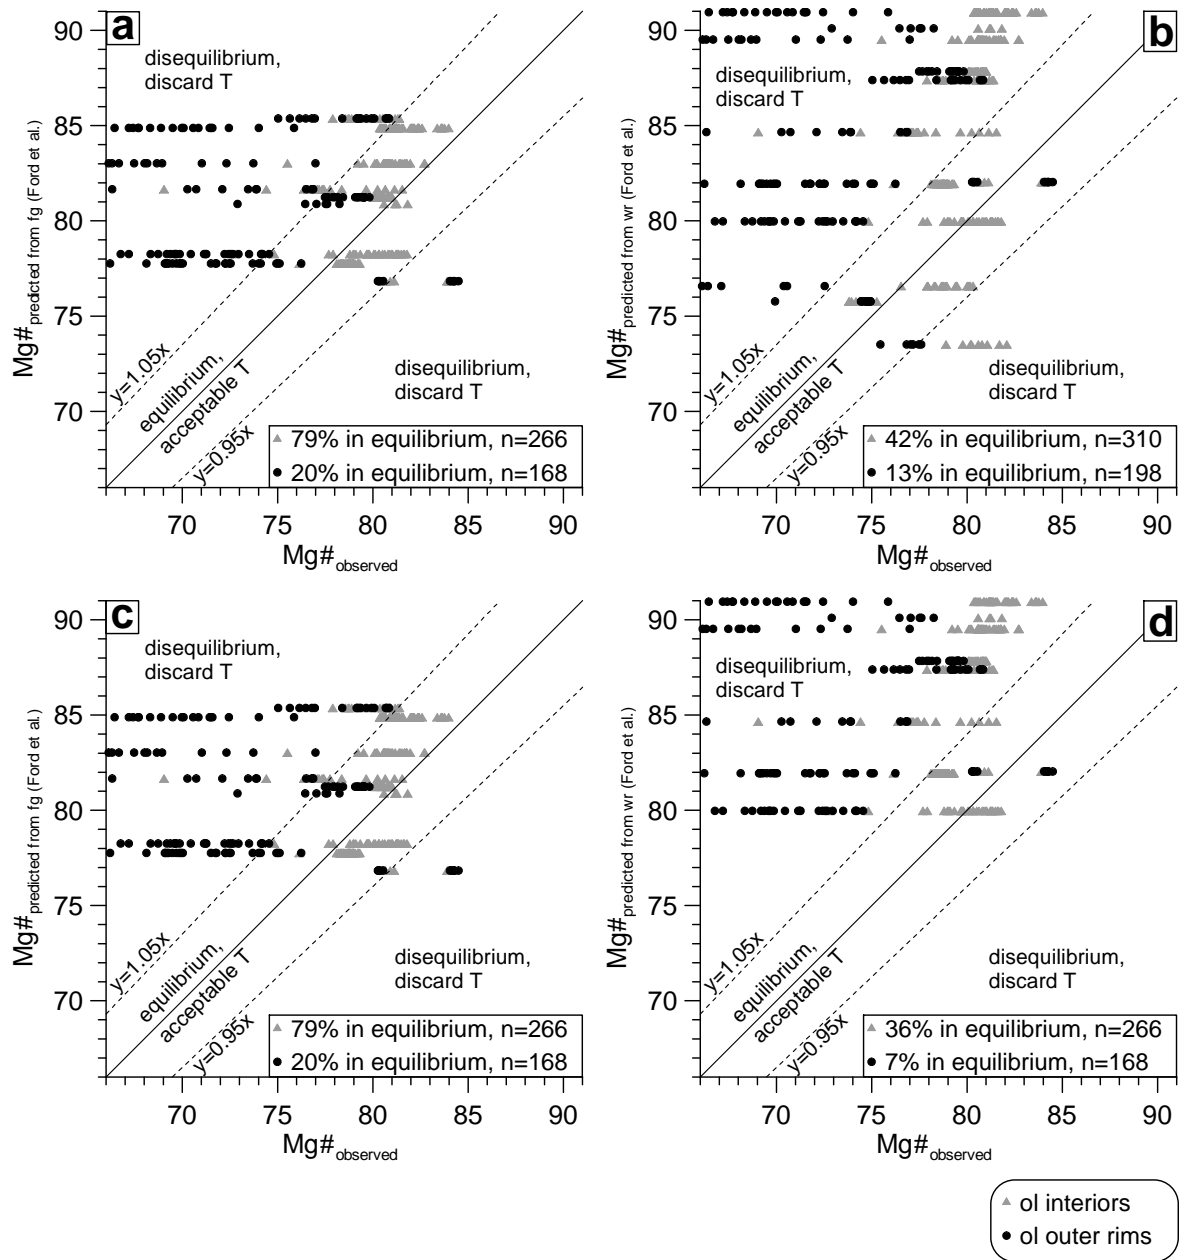 a
90
85
80
75
70
Mg#predicted from fg (Ford et al.)
disequilibrium,
discard T
y=1.05x
equilibrium,
acceptable T
y=0.95x
disequilibrium,
discard T
79% in equilibrium, n=266
20% in equilibrium, n=168
70 75 80 85 90
Mg#observed
b
90
85
80
75
70
Mg#predicted from wr (Ford et al.)
disequilibrium,
discard T
y=1.05x
equilibrium,
acceptable T
y=0.95x
disequilibrium,
discard T
42% in equilibrium, n=310
13% in equilibrium, n=198
70 75 80 85 90
Mg#observed
c
90
85
80
75
70
Mg#predicted from fg (Ford et al.)
disequilibrium,
discard T
y=1.05x
equilibrium,
acceptable T
y=0.95x
disequilibrium,
discard T
79% in equilibrium, n=266
20% in equilibrium, n=168
70 75 80 85 90
Mg#observed
d
90
85
80
75
70
Mg#predicted from wr (Ford et al.)
disequilibrium,
discard T
y=1.05x
equilibrium,
acceptable T
y=0.95x
disequilibrium,
discard T
36% in equilibrium, n=266
7% in equilibrium, n=168
70 75 80 85 90
Mg#observed
ol interiors
ol outer rims